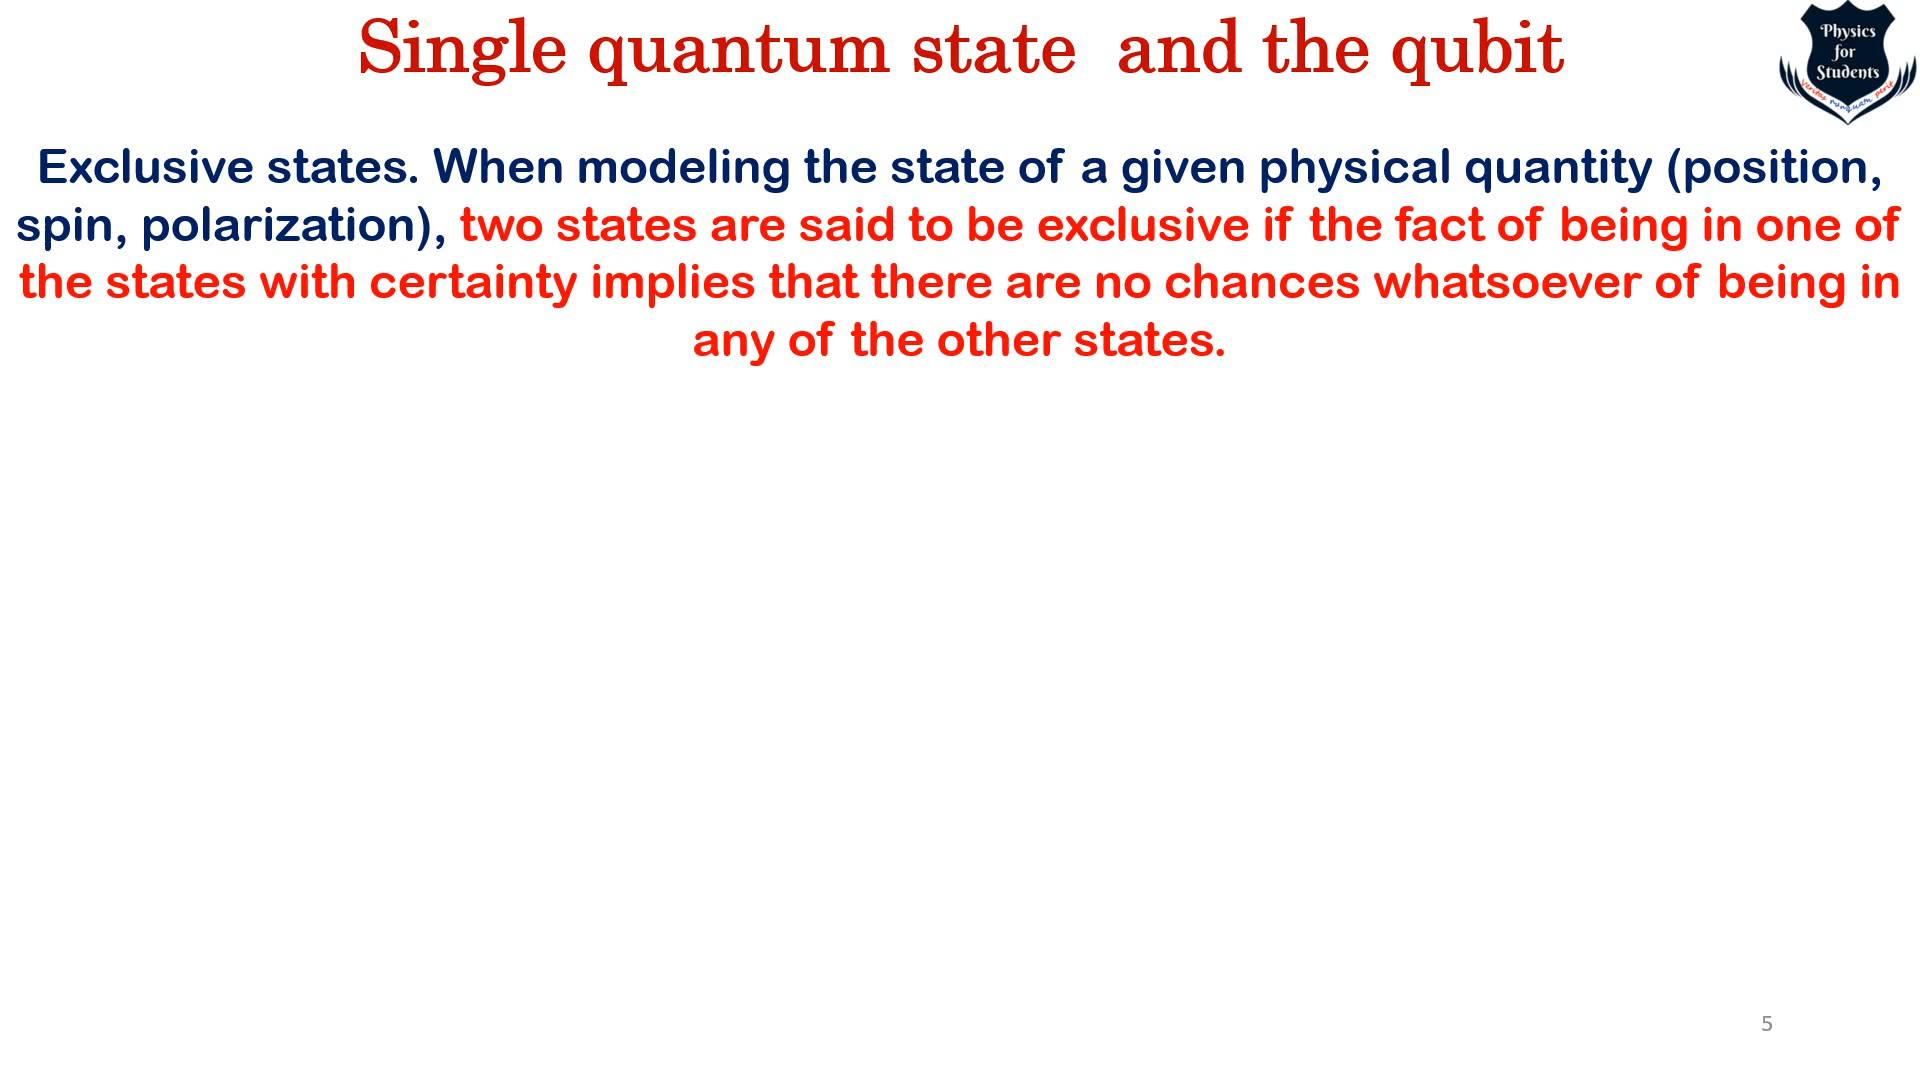 Single quantum state and the qubit
Physics
for
Students
veritas nunquam perit
Exclusive states. When modeling the state of a given physical quantity (position,
spin, polarization), two states are said to be exclusive if the fact of being in one of
the states with certainty implies that there are no chances whatsoever of being in
any of the other states.
5